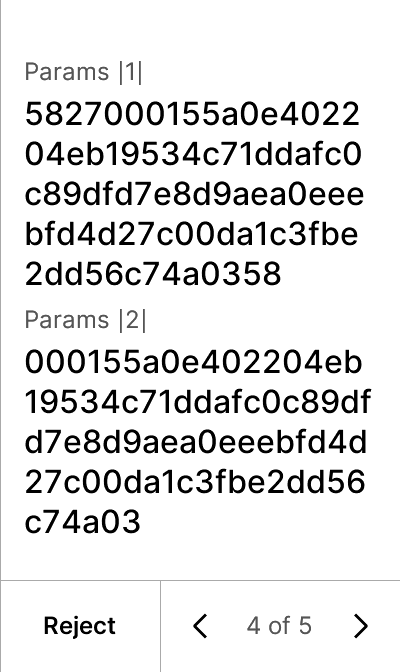 Params |1|
5827000155a0e4022
04eb19534c71ddafc0
c89dfd7e8d9aea0eee
bfd4d27c00da1c3fbe
2dd56c74a0358
Params |2|
000155a0e402204eb
19534c71ddafc0c89df
d7e8d9aea0eeebfd4d
27c00da1c3fbe2dd56
c74a03
Reject
4 of 5